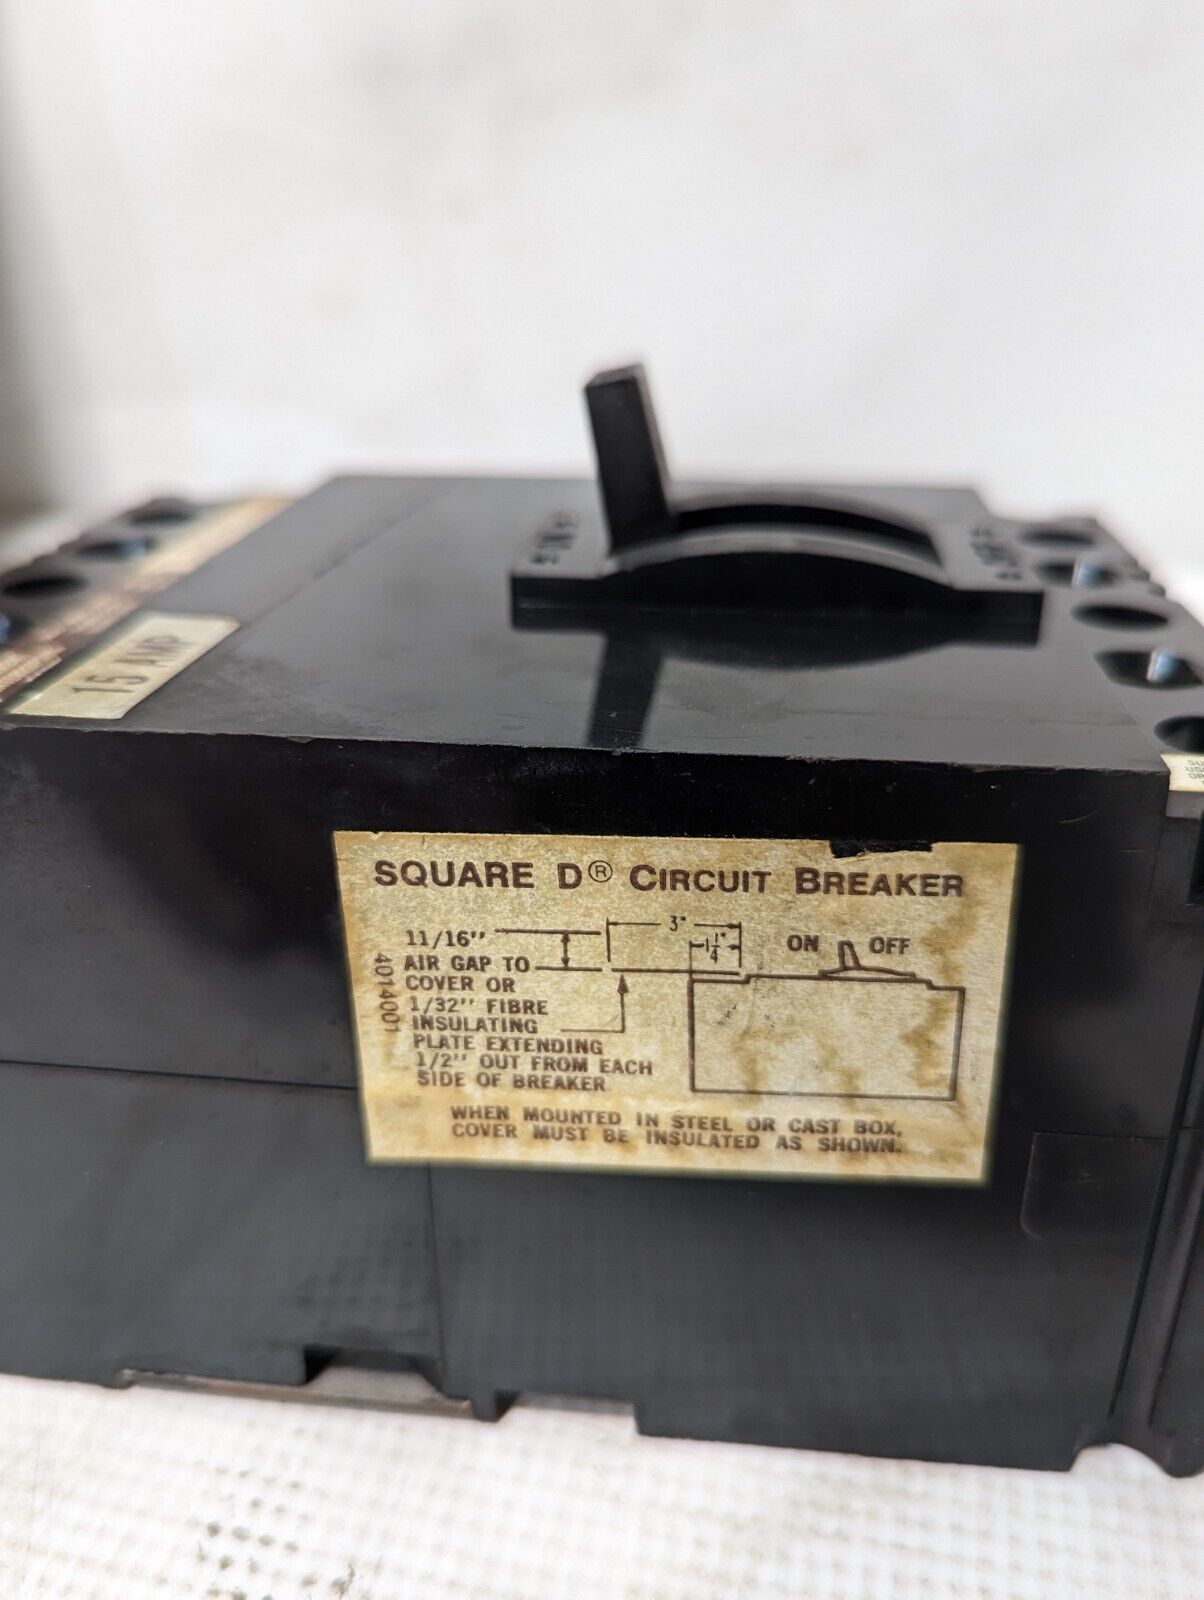 15 AMP
SQUARE D® CIRCUIT BREAKER
11/16"
AIR GAP TO
COVER OR
1/32" FIBRE
INSULATING
PLATE EXTENDING
1/2" OUT FROM EACH
SIDE OF BREAKER
4014001
3"
1 1/4"
ON OFF
WHEN MOUNTED IN STEEL OR CAST BOX,
COVER MUST BE INSULATED AS SHOWN.